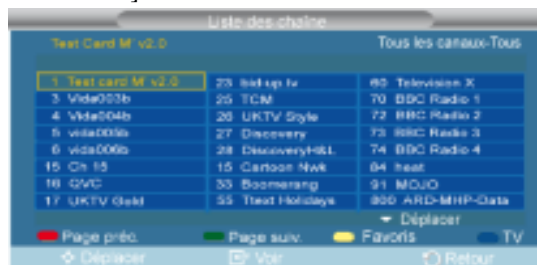 Liste des chaîne
Test Card M' v2.0 Tous les canaux-Tous
1 Test card M' v2.0 23 bid-up tv 60 Television X
3 Vida003b 25 TCM 70 BBC Radio 1
4 Vida004b 26 UKTV Style 72 BBC Radio 2
5 vida005b 27 Discovery 73 BBC Radio 3
6 vida006b 28 DiscoveryH&L 74 BBC Radio 4
15 Ch 15 15 Cartoon Nwk 84 heat
16 QVC 33 Boomerang 91 MOJO
17 UKTV Gold 55 Ttext Holidays 800 ARD-MHP-Data
Déplacer
Page préc. Page suiv. Favoris TV
Déplacer Voir Retour